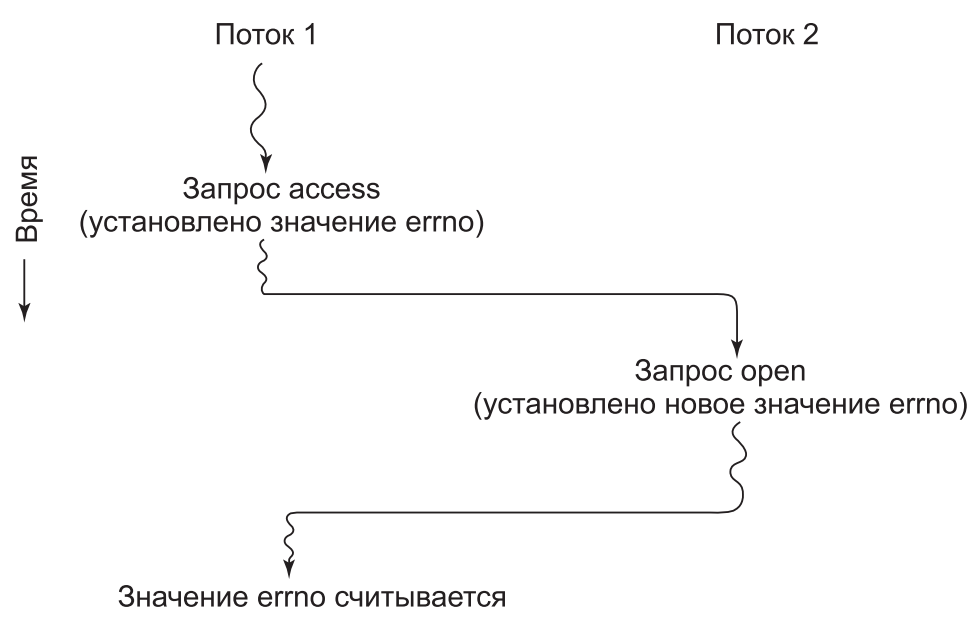 Поток 1
Поток 2
Время
Запрос access
(установлено значение errno)
Запрос open
(установлено новое значение errno)
Значение errno считывается